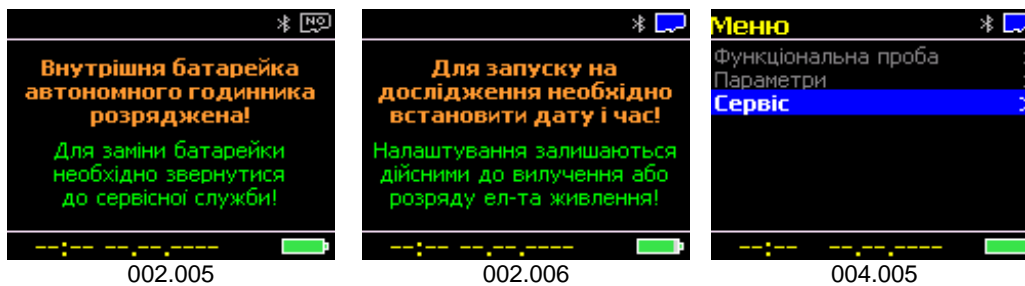 NO
Внутрішня батарейка
автономного годинника
розряджена!
Для заміни батарейки
необхідно звернутися
до сервісної служби!
--:-- --.--.----
002.005
Для запуску на
дослідження необхідно
встановити дату і час!
Налаштування залишаються
дійсними до вилучення або
розряду ел-та живлення!
--:-- --.--.----
002.006
Меню
Функціональна проба
Параметри
Сервіс
--:-- --.--.----
004.005